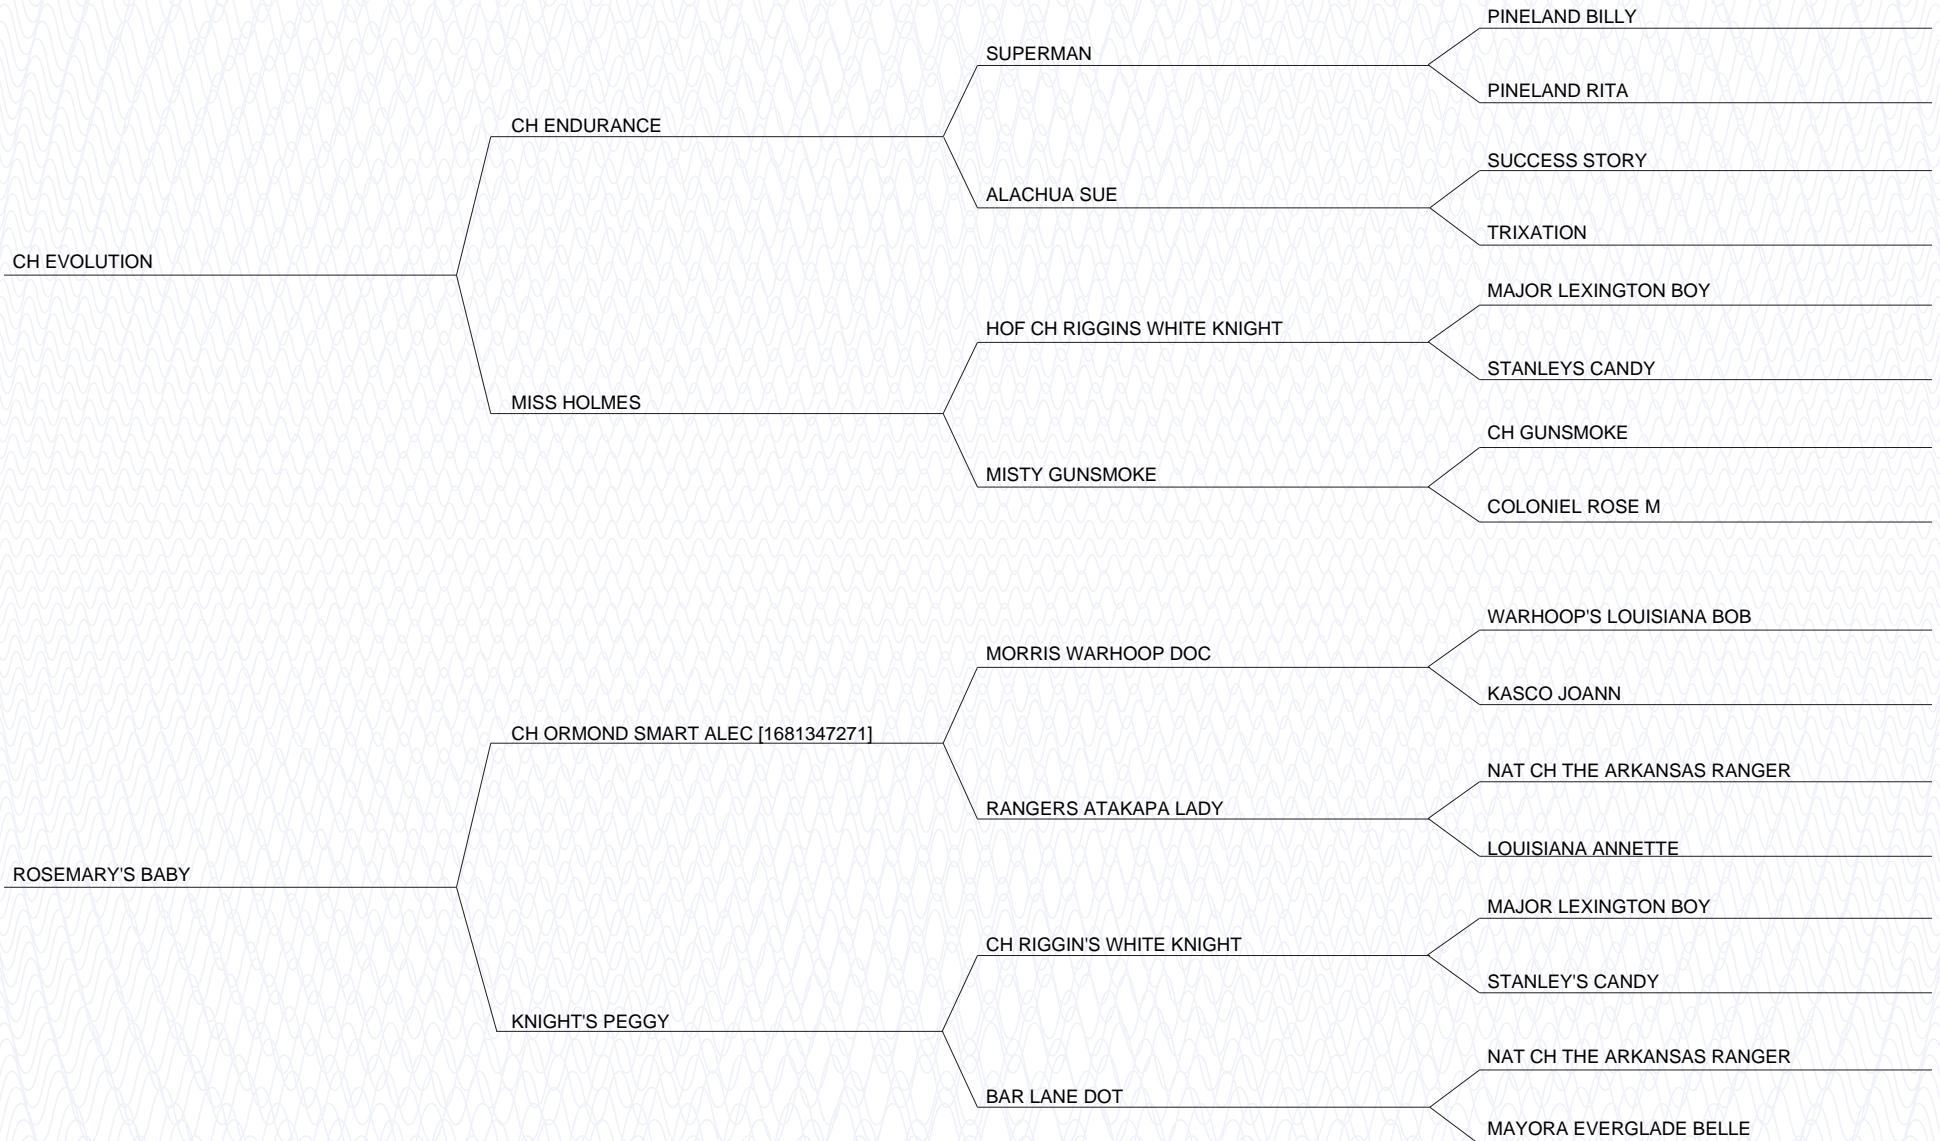 PINELAND BILLY
SUPERMAN
PINELAND RITA
CH ENDURANCE
SUCCESS STORY
ALACHUA SUE
TRIXATION
CH EVOLUTION
MAJOR LEXINGTON BOY
HOF CH RIGGINS WHITE KNIGHT
STANLEYS CANDY
MISS HOLMES
CH GUNSMOKE
MISTY GUNSMOKE
COLONIEL ROSE M
WARHOOP'S LOUISIANA BOB
MORRIS WARHOOP DOC
KASCO JOANN
CH ORMOND SMART ALEC [1681347271]
NAT CH THE ARKANSAS RANGER
RANGERS ATAKAPA LADY
LOUISIANA ANNETTE
ROSEMARY'S BABY
MAJOR LEXINGTON BOY
CH RIGGIN'S WHITE KNIGHT
STANLEY'S CANDY
KNIGHT'S PEGGY
NAT CH THE ARKANSAS RANGER
BAR LANE DOT
MAYORA EVERGLADE BELLE